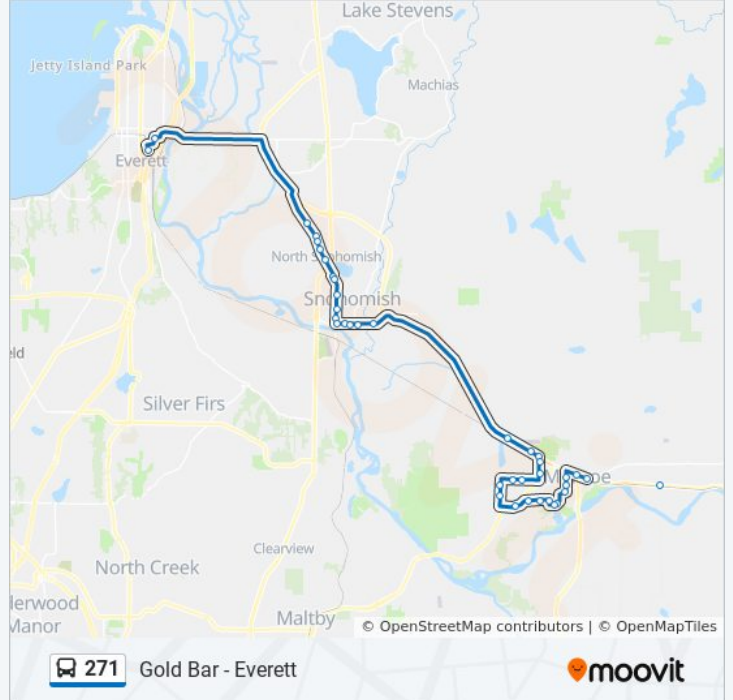 Lake Stevens
Jetty Island Park
Machias
Everett
North Snohomish
Snohomish
eld
Silver Firs
Monroe
Clearview
North Creek
derwood
Manor
Maltby
© OpenStreetMap contributors | © OpenMapTiles
271 Gold Bar - Everett
moovit